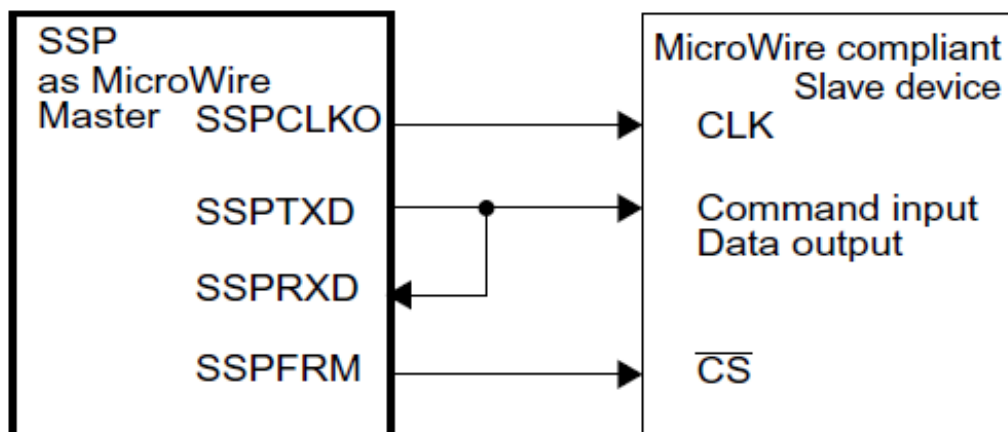 SSP
as MicroWire
Master
SSPCLKO
SSPTXD
SSPRXD
SSPFRM
MicroWire compliant
Slave device
CLK
Command input
Data output
CS